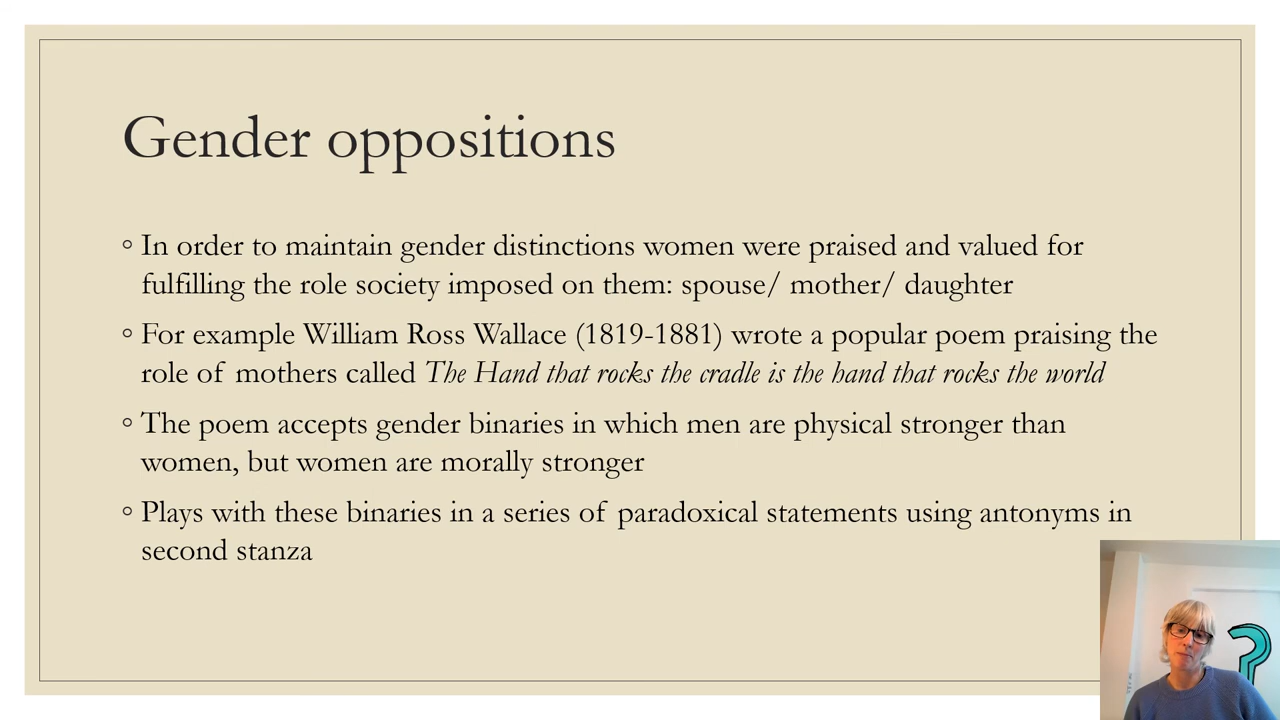 Gender oppositions
◦ In order to maintain gender distinctions women were praised and valued for
fulfilling the role society imposed on them: spouse/ mother/ daughter
◦ For example William Ross Wallace (1819-1881) wrote a popular poem praising the
role of mothers called The Hand that rocks the cradle is the hand that rocks the world
◦ The poem accepts gender binaries in which men are physical stronger than
women, but women are morally stronger
◦ Plays with these binaries in a series of paradoxical statements using antonyms in
second stanza
?